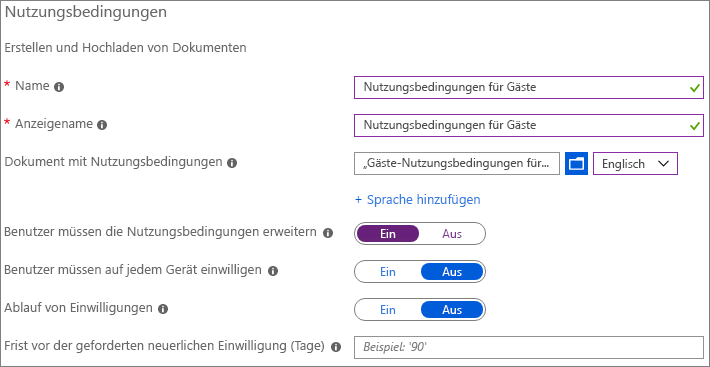 Nutzungsbedingungen
Erstellen und Hochladen von Dokumenten
* Name
Nutzungsbedingungen für Gäste
* Anzeigename
Nutzungsbedingungen für Gäste
Dokument mit Nutzungsbedingungen
„Gäste-Nutzungsbedingungen für... Englisch
+ Sprache hinzufügen
Benutzer müssen die Nutzungsbedingungen erweitern
Ein Aus
Benutzer müssen auf jedem Gerät einwilligen
Ein Aus
Ablauf von Einwilligungen
Ein Aus
Frist vor der geforderten neuerlichen Einwilligung (Tage)
Beispiel: '90'